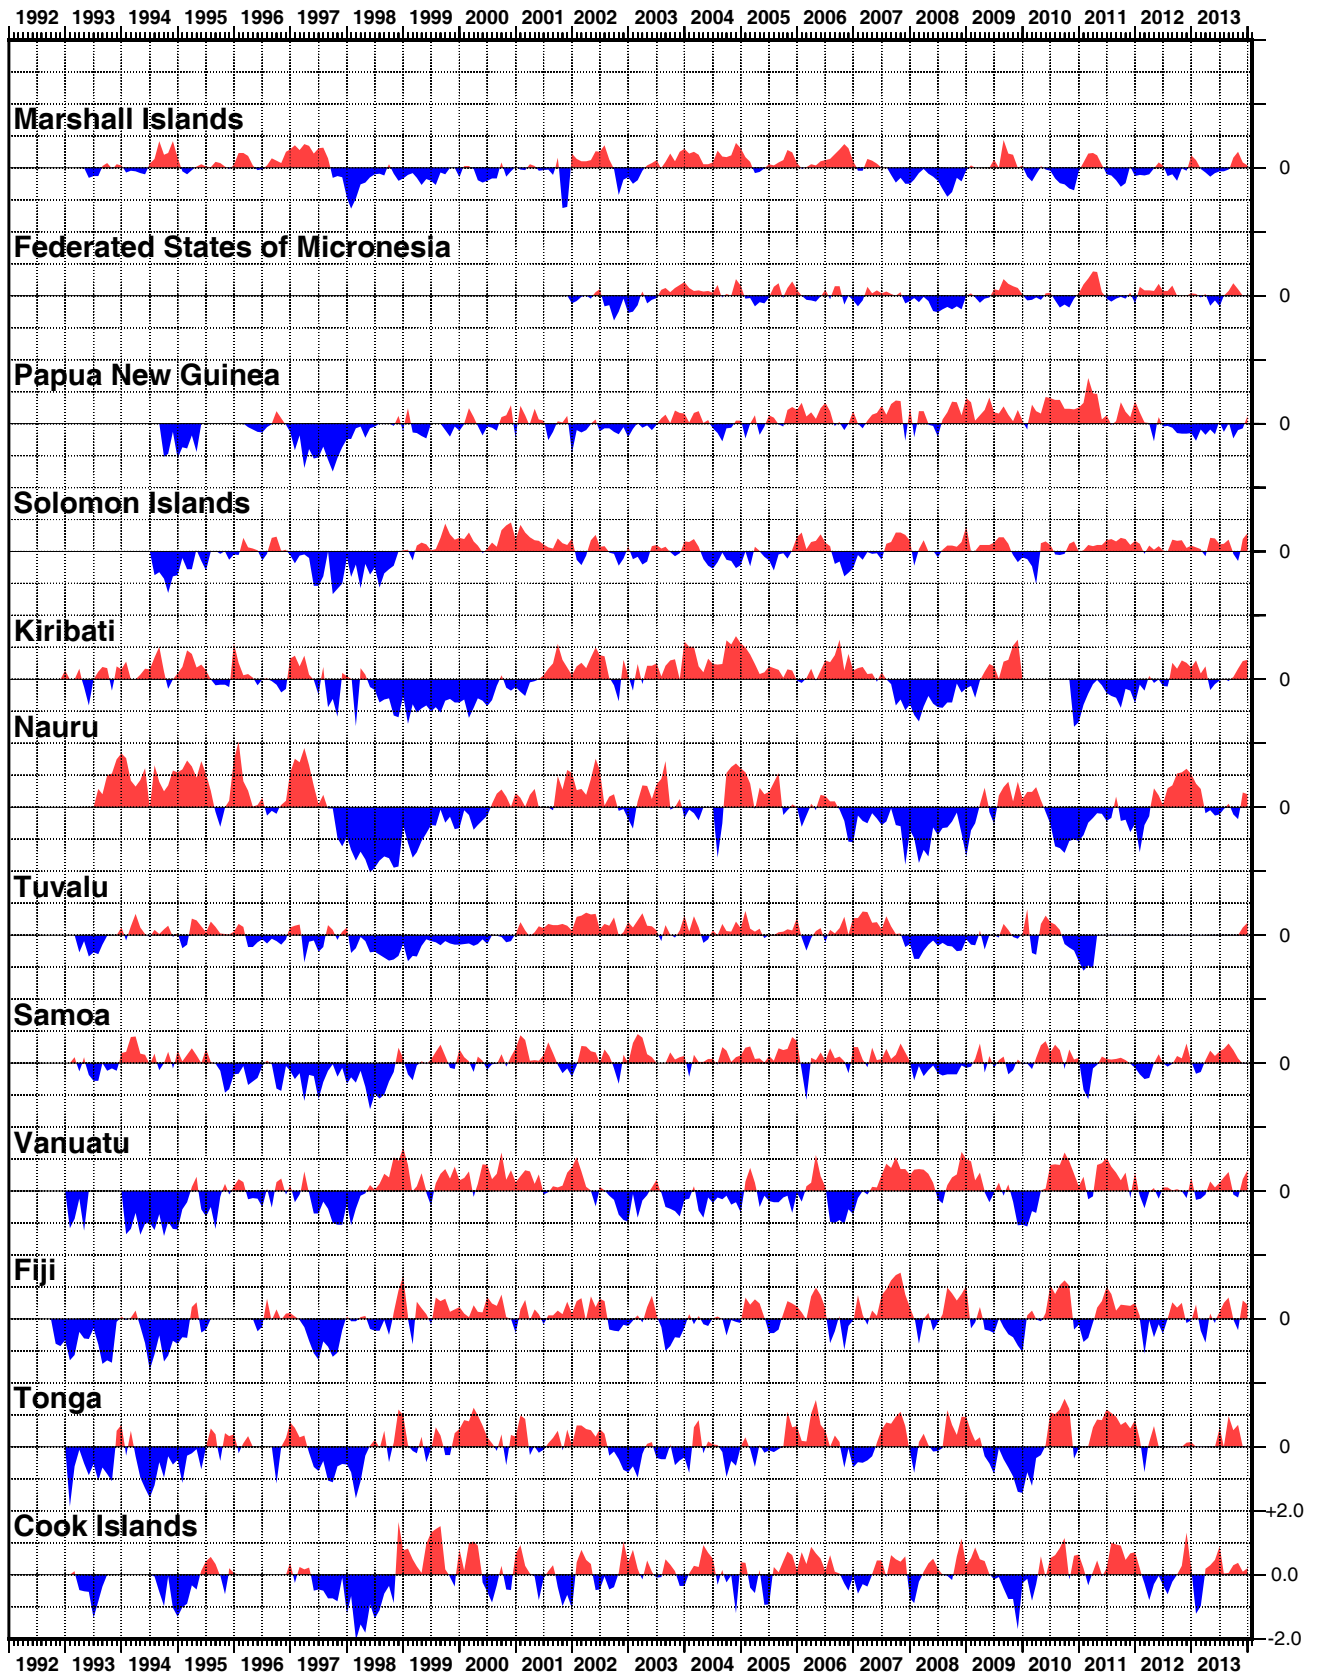 1992 1993 1994 1995 1996 1997 1998 1999 2000 2001 2002 2003 2004 2005 2006 2007 2008 2009 2010 2011 2012 2013
Marshall Islands
0
Federated States of Micronesia
0
Papua New Guinea
0
Solomon Islands
0
Kiribati
0
Nauru
0
Tuvalu
0
Samoa
0
Vanuatu
0
Fiji
0
Tonga
0
+2.0
Cook Islands
0.0
-2.0
1992 1993 1994 1995 1996 1997 1998 1999 2000 2001 2002 2003 2004 2005 2006 2007 2008 2009 2010 2011 2012 2013